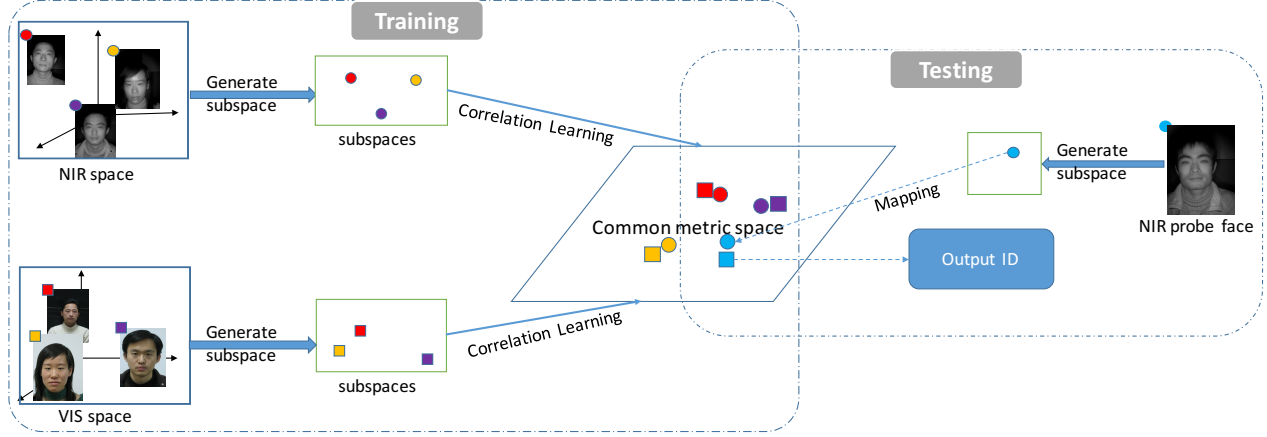 Training
Testing
Generate
subspace
Correlation Learning
subspaces
NIR space
Generate
subspace
Mapping
NIR probe face
Common metric space
Output ID
Generate
subspace
Correlation Learning
subspaces
VIS space